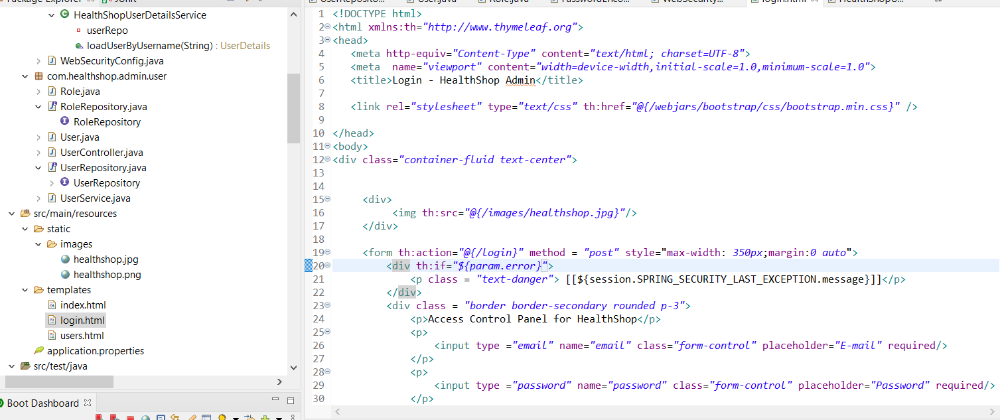 HealthShopUserDetailsService
userRepo
loadUserByUsername(String) : UserDetails
WebSecurityConfig.java
com.healthshop.admin.user
Role.java
RoleRepository.java
RoleRepository
User.java
UserController.java
UserRepository.java
UserRepository
UserService.java
src/main/resources
static
images
healthshop.jpg
healthshop.png
templates
index.html
login.html
users.html
application.properties
src/test/java
Boot Dashboard
1 <!DOCTYPE html>
2 <html xmlns:th="http://www.thymeleaf.org">
3 <head>
4 <meta http-equiv="Content-Type" content="text/html; charset=UTF-8">
5 <meta  name="viewport" content="width=device-width,initial-scale=1.0,minimum-scale=1.0">
6 <title>Login - HealthShop Admin</title>
7
8 <link rel="stylesheet" type="text/css" th:href="@{/webjars/bootstrap/css/bootstrap.min.css}" />
9
10 </head>
11 <body>
12 <div class="container-fluid text-center">
13
14
15 <div>
16 <img th:src="@{/images/healthshop.jpg}"/>
17 </div>
18
19 <form th:action="@{/login}" method = "post" style="max-width: 350px;margin:0 auto">
20 <div th:if="${param.error}">
21 <p class = "text-danger"> [[${session.SPRING_SECURITY_LAST_EXCEPTION.message}]]]</p>
22 </div>
23 <div class = "border border-secondary rounded p-3">
24 <p>Access Control Panel for HealthShop</p>
25 <p>
26 <input type ="email" name="email" class="form-control" placeholder="E-mail" required/>
27 </p>
28 <p>
29 <input type ="password" name="password" class="form-control" placeholder="Password" required/>
30 </p>